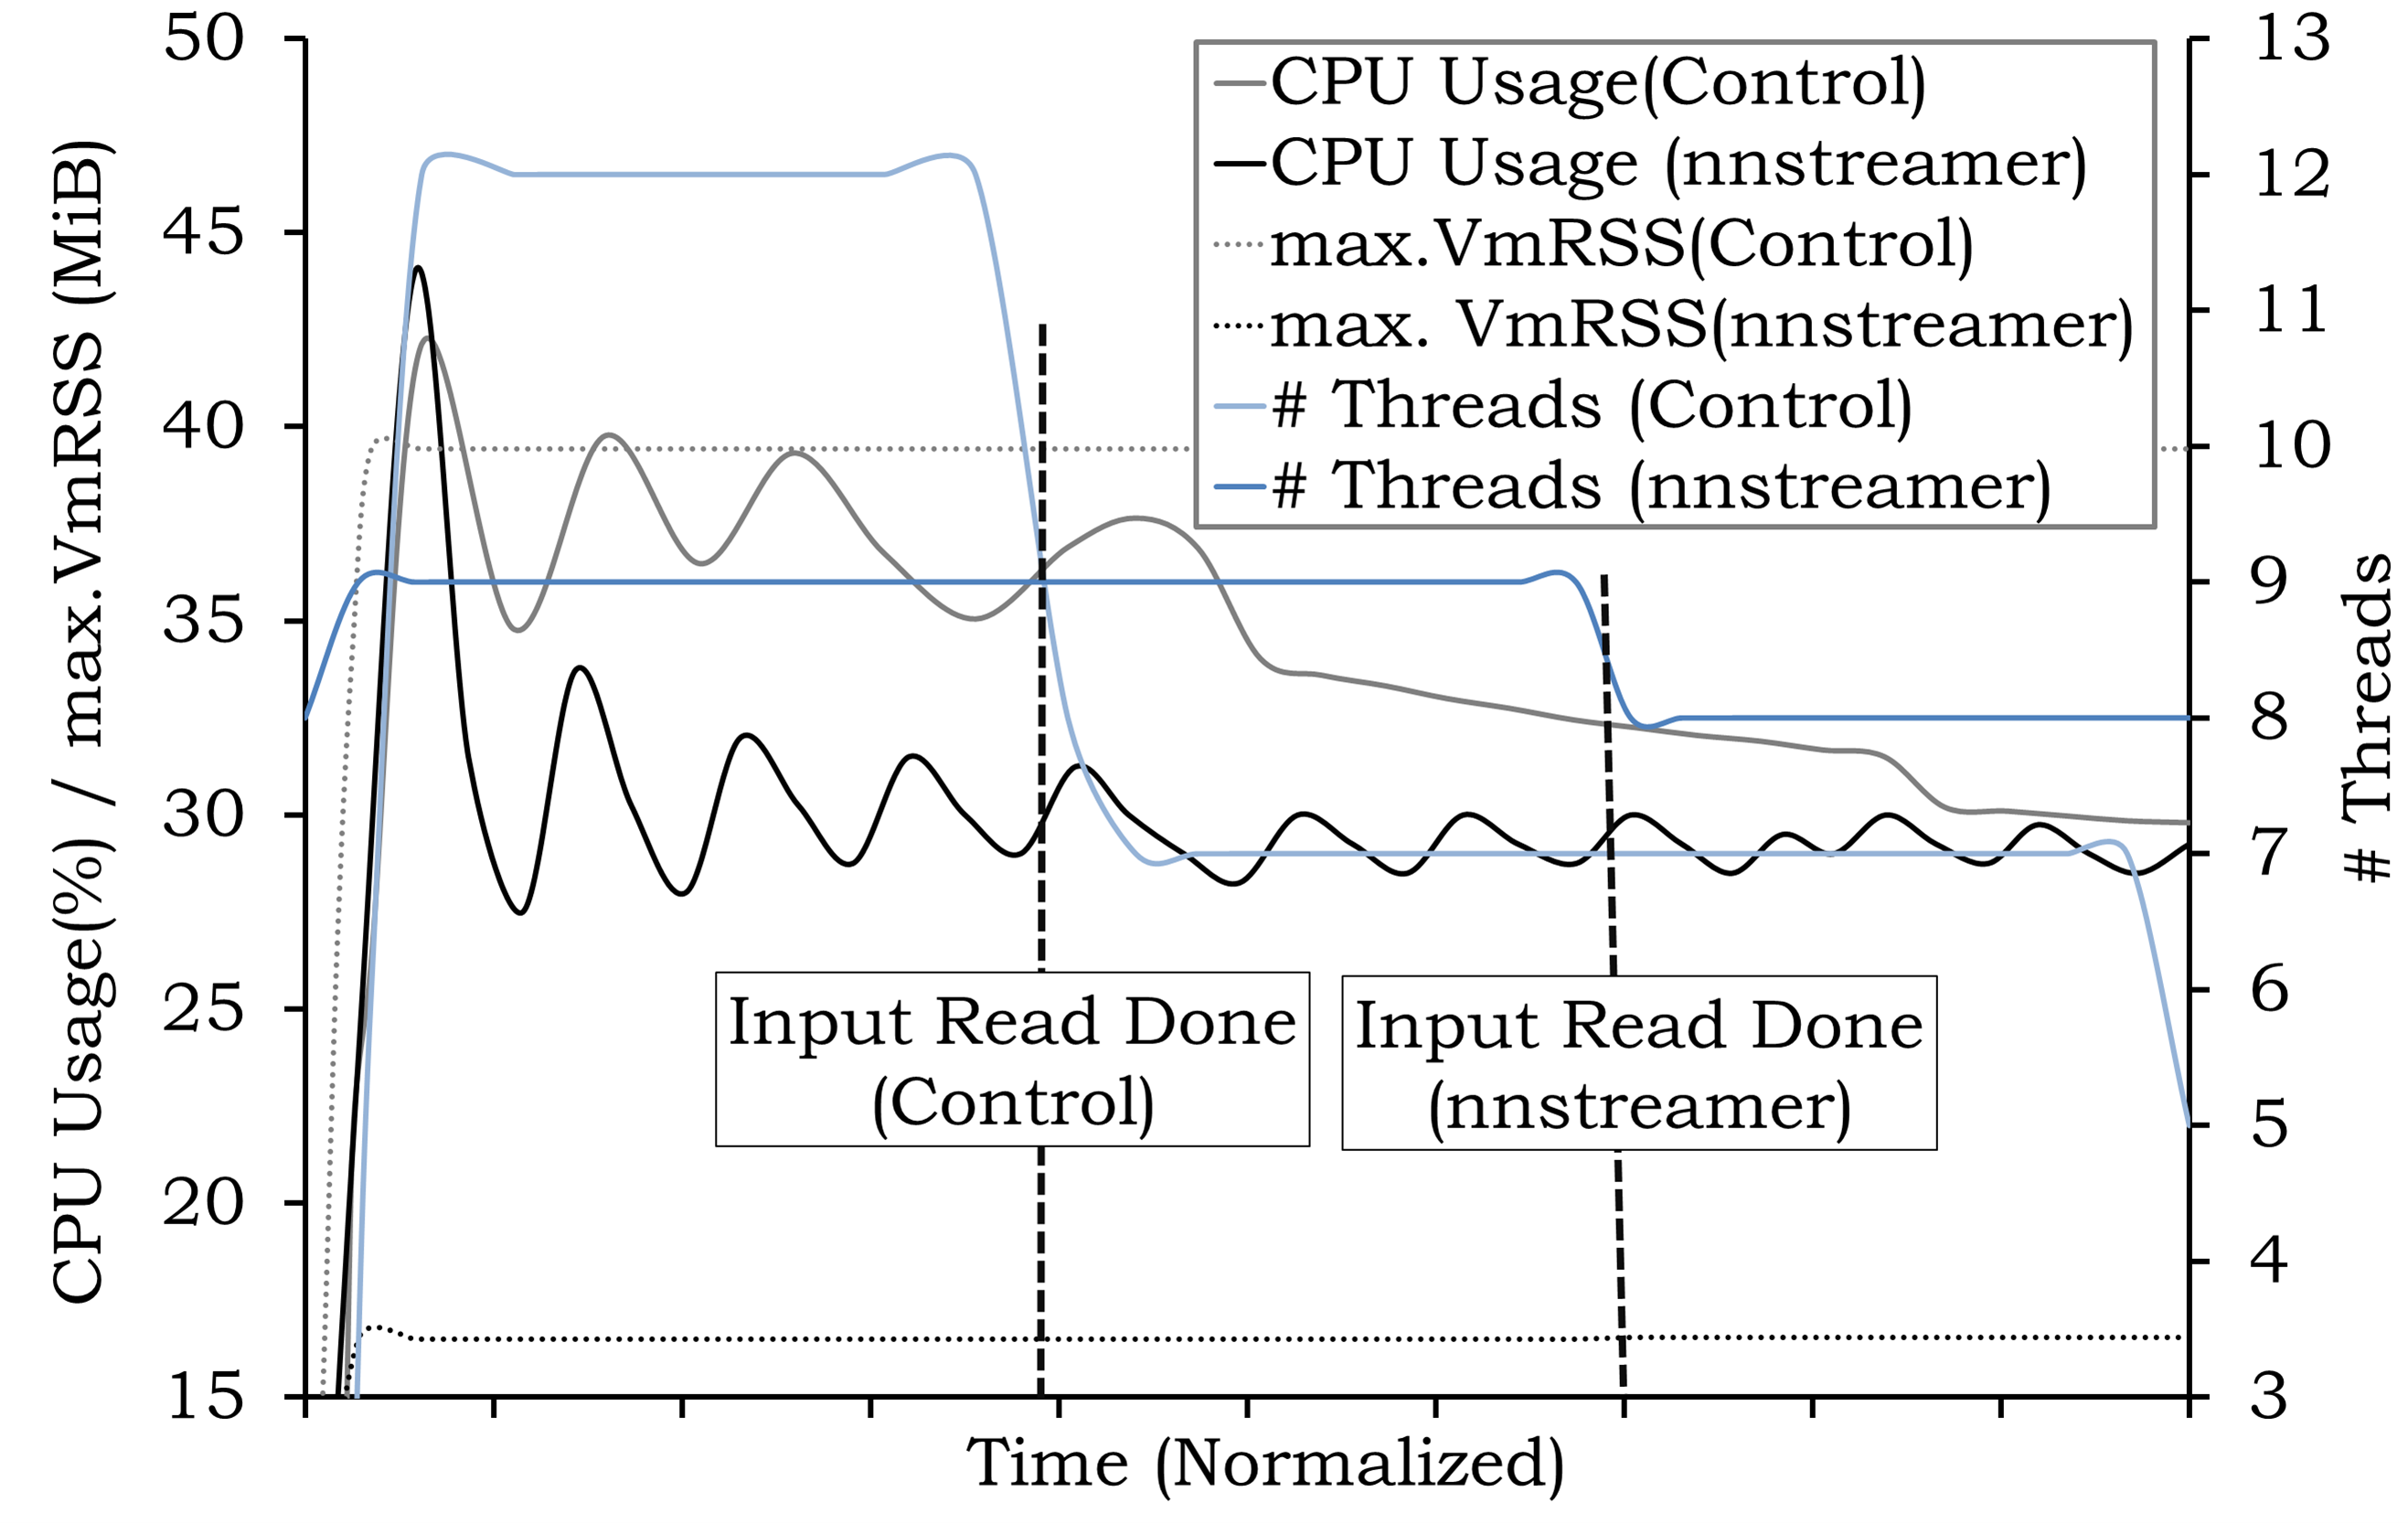 50
45
40
35
30
25
20
15
CPU Usage(%) / max.VmRSS (MiB)
CPU Usage(Control)
CPU Usage (nnstreamer)
max.VmRSS(Control)
max. VmRSS(nnstreamer)
# Threads (Control)
# Threads (nnstreamer)
Input Read Done
(Control)
Input Read Done
(nnstreamer)
13
12
11
10
9
8
7
6
5
4
3
# Threads
Time (Normalized)